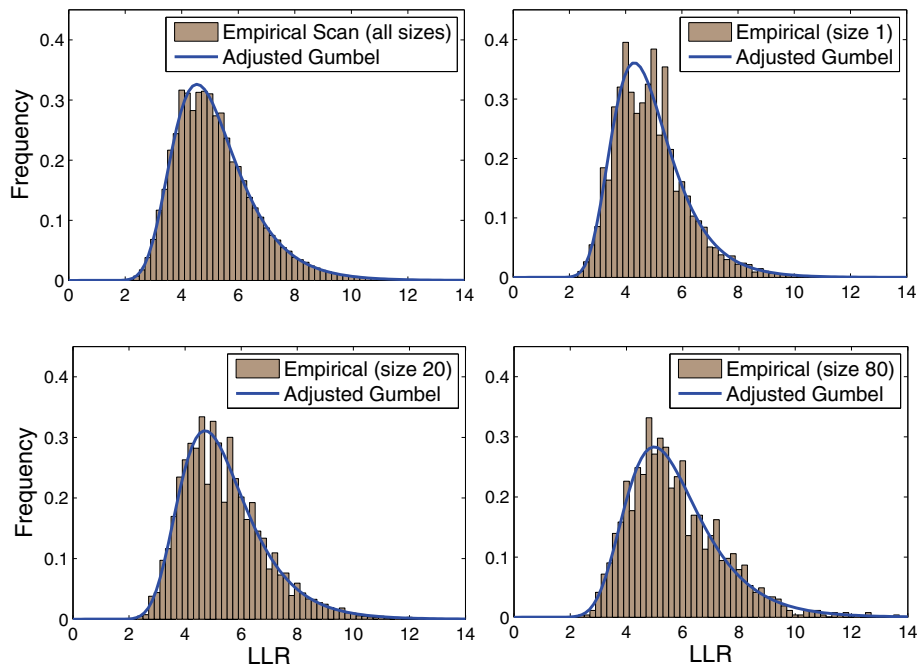 Empirical Scan (all sizes)
Adjusted Gumbel
0.4
0.3
0.2
0.1
0
Frequency
0 2 4 6 8 10 12 14
Empirical (size 1)
Adjusted Gumbel
0.4
0.3
0.2
0.1
0
0 2 4 6 8 10 12 14
Empirical (size 20)
Adjusted Gumbel
0.4
0.3
0.2
0.1
0
Frequency
0 2 4 6 8 10 12 14
LLR
Empirical (size 80)
Adjusted Gumbel
0.4
0.3
0.2
0.1
0
0 2 4 6 8 10 12 14
LLR